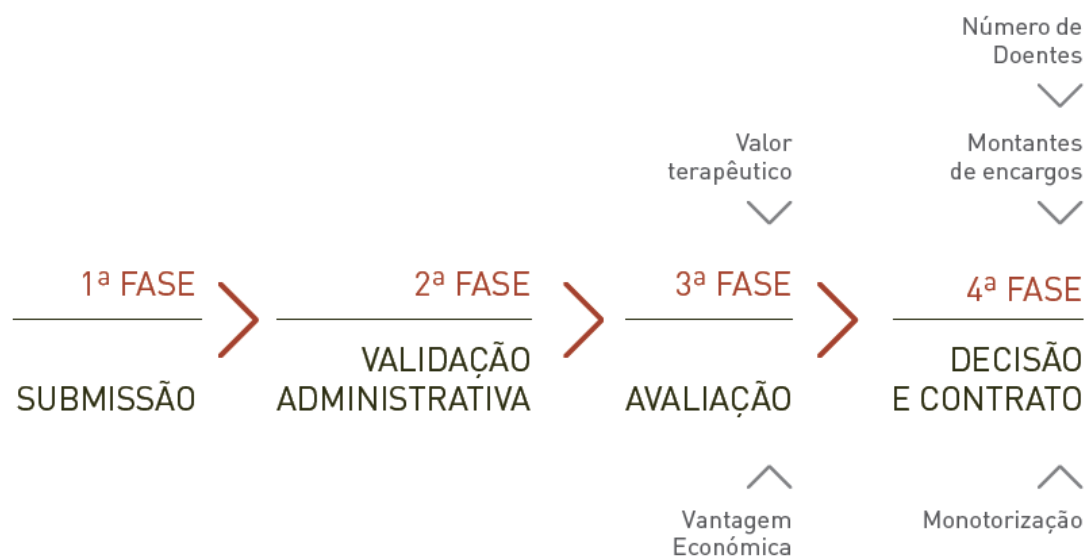 Número de
Doentes
Valor
terapêutico
Montantes
de encargos
1ª FASE
2ª FASE
3ª FASE
4ª FASE
SUBMISSÃO
VALIDAÇÃO
ADMINISTRATIVA
AVALIAÇÃO
DECISÃO
E CONTRATO
Vantagem
Económica
Monotorização